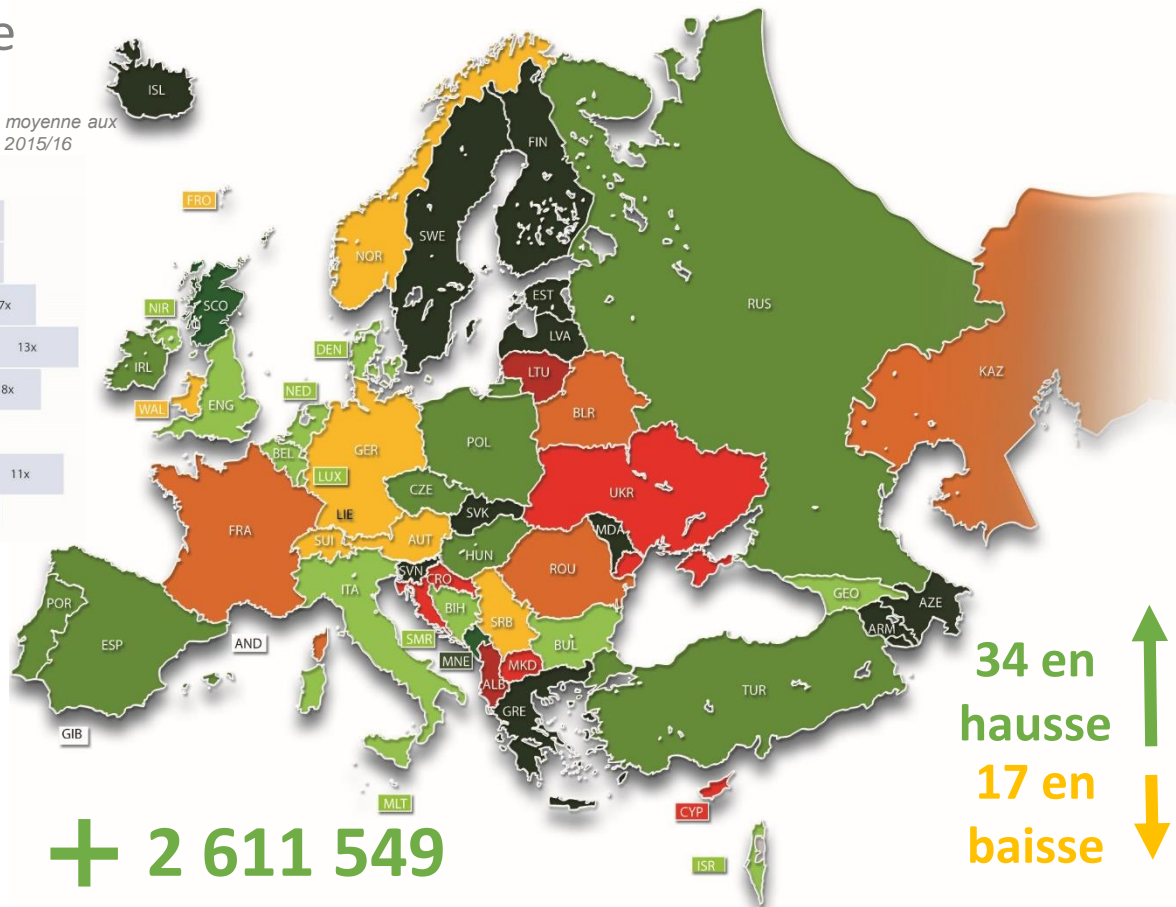 e
moyenne aux
2015/16
7x
13x
8x
11x
ISL
FRO
FIN
SWE
NOR
RUS
EST
LVA
LTU
BLR
KAZ
NIR
SCO
IRL
WAL
ENG
DEN
NED
BEL
LUX
GER
LIE
POL
CZE
SVK
UKR
MDA
FRA
SUI
AUT
HUN
ROU
SVN
CRO
ITA
BIH
SRB
BUL
SMR
MNE
MKD
ALB
GRE
POR
ESP
AND
GIB
MLT
GEO
AZE
ARM
TUR
CYP
ISR
34 en
hausse
17 en
baisse
+ 2 611 549